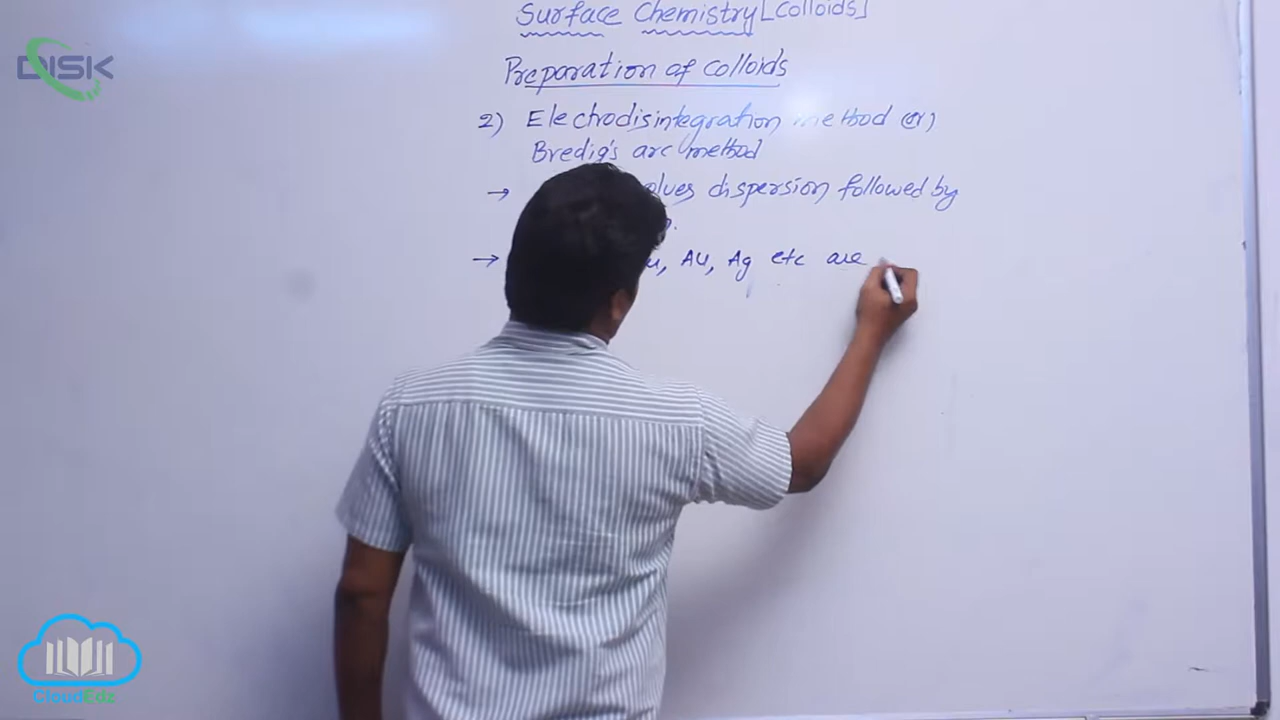 DISK
Surface Chemistry [Colloids]
Preparation of colloids
2) Electrodisintegration method (or)
Bredig's arc method
→ dispersion followed by
→ Au, Ag etc are
CloudEdz